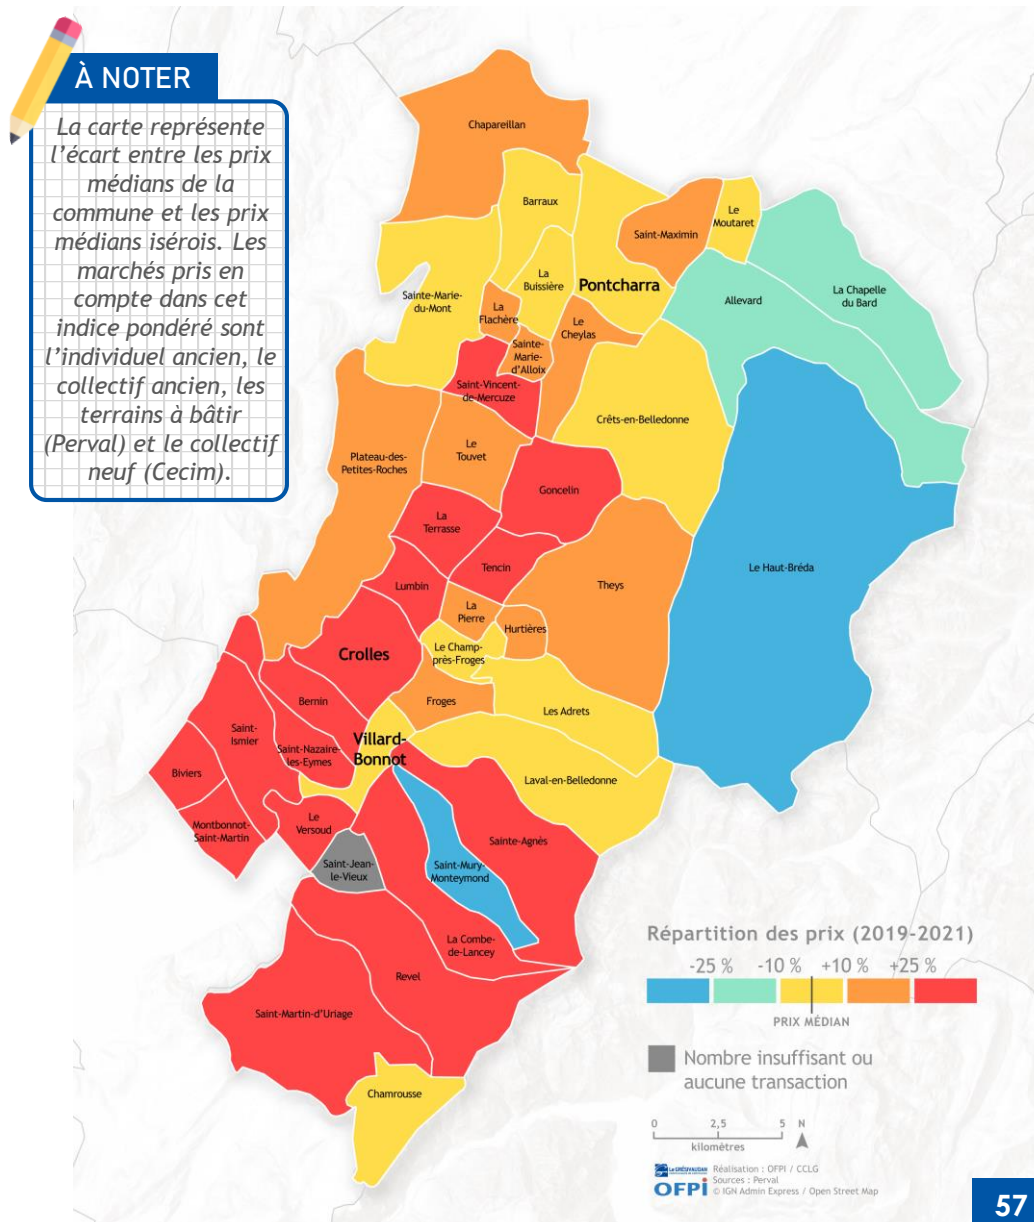 À NOTER
La carte représente
l'écart entre les prix
médians de la
commune et les prix
médians isérois. Les
marchés pris en
compte dans cet
indice pondéré sont
l'individuel ancien, le
collectif ancien, les
terrains à bâtir
(Perval) et le collectif
neuf (Cecim).
Chapareillan
Barraux
Saint-Maximin
Le
Moutaret
La
Buissière
Pontcharra
Sainte-Marie-
du-Mont
Allevard
La Chapelle
du Bard
La
Flachère
Le
Cheylas
Sainte-
Marie-
d'Alloix
Saint-Vincent-
de-Mercuze
Crêts-en-Belledonne
Le
Touvet
Plateau-des-
Petites-Roches
Goncelin
La
Terrasse
Tencin
Le Haut-Bréda
Lumbin
Theys
La
Pierre
Hurtières
Crolles
Le Champ-
près-Froges
Bernin
Froges
Les Adrets
Saint-
Ismier
Villard-
Bonnot
Saint-Nazaire-
les-Eymes
Biviers
Laval-en-Belledonne
Montbonnot-
Saint-Martin
Le
Versoud
Sainte-Agnès
Saint-Jean-
le-Vieux
Saint-Mury-
Monteymond
La Combe-
de-Lancey
Revel
Saint-Martin-d'Uriage
Chamrousse
Répartition des prix (2019-2021)
-25 % -10 % +10 % +25 %
PRIX MÉDIAN
Nombre insuffisant ou
aucune transaction
0 2,5 5 N
kilomètres
Le GRÉSIVAUDAN
OFPI
Réalisation : OFPI / CCLG
Sources : Perval
© IGN Admin Express / Open Street Map
57